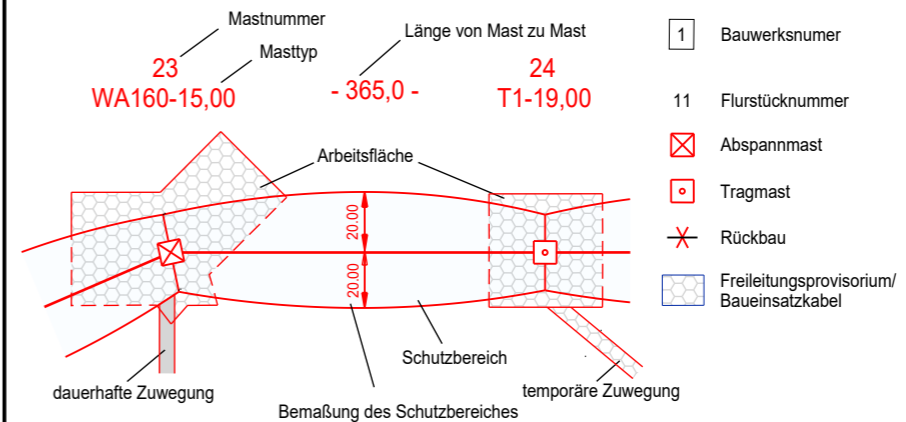 Mastnummer
Masttyp
Länge von Mast zu Mast
23
WA160-15,00
- 365,0 -
24
T1-19,00
Arbeitsfläche
20.00
20.00
Schutzbereich
dauerhafte Zuwegung
temporäre Zuwegung
Bemaßung des Schutzbereiches
1 Bauwerksnumer
11 Flurstücknummer
Abspannmast
Tragmast
Rückbau
Freileitungsprovisorium/
Baueinsatzkabel